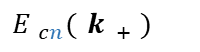 E cn( k + )